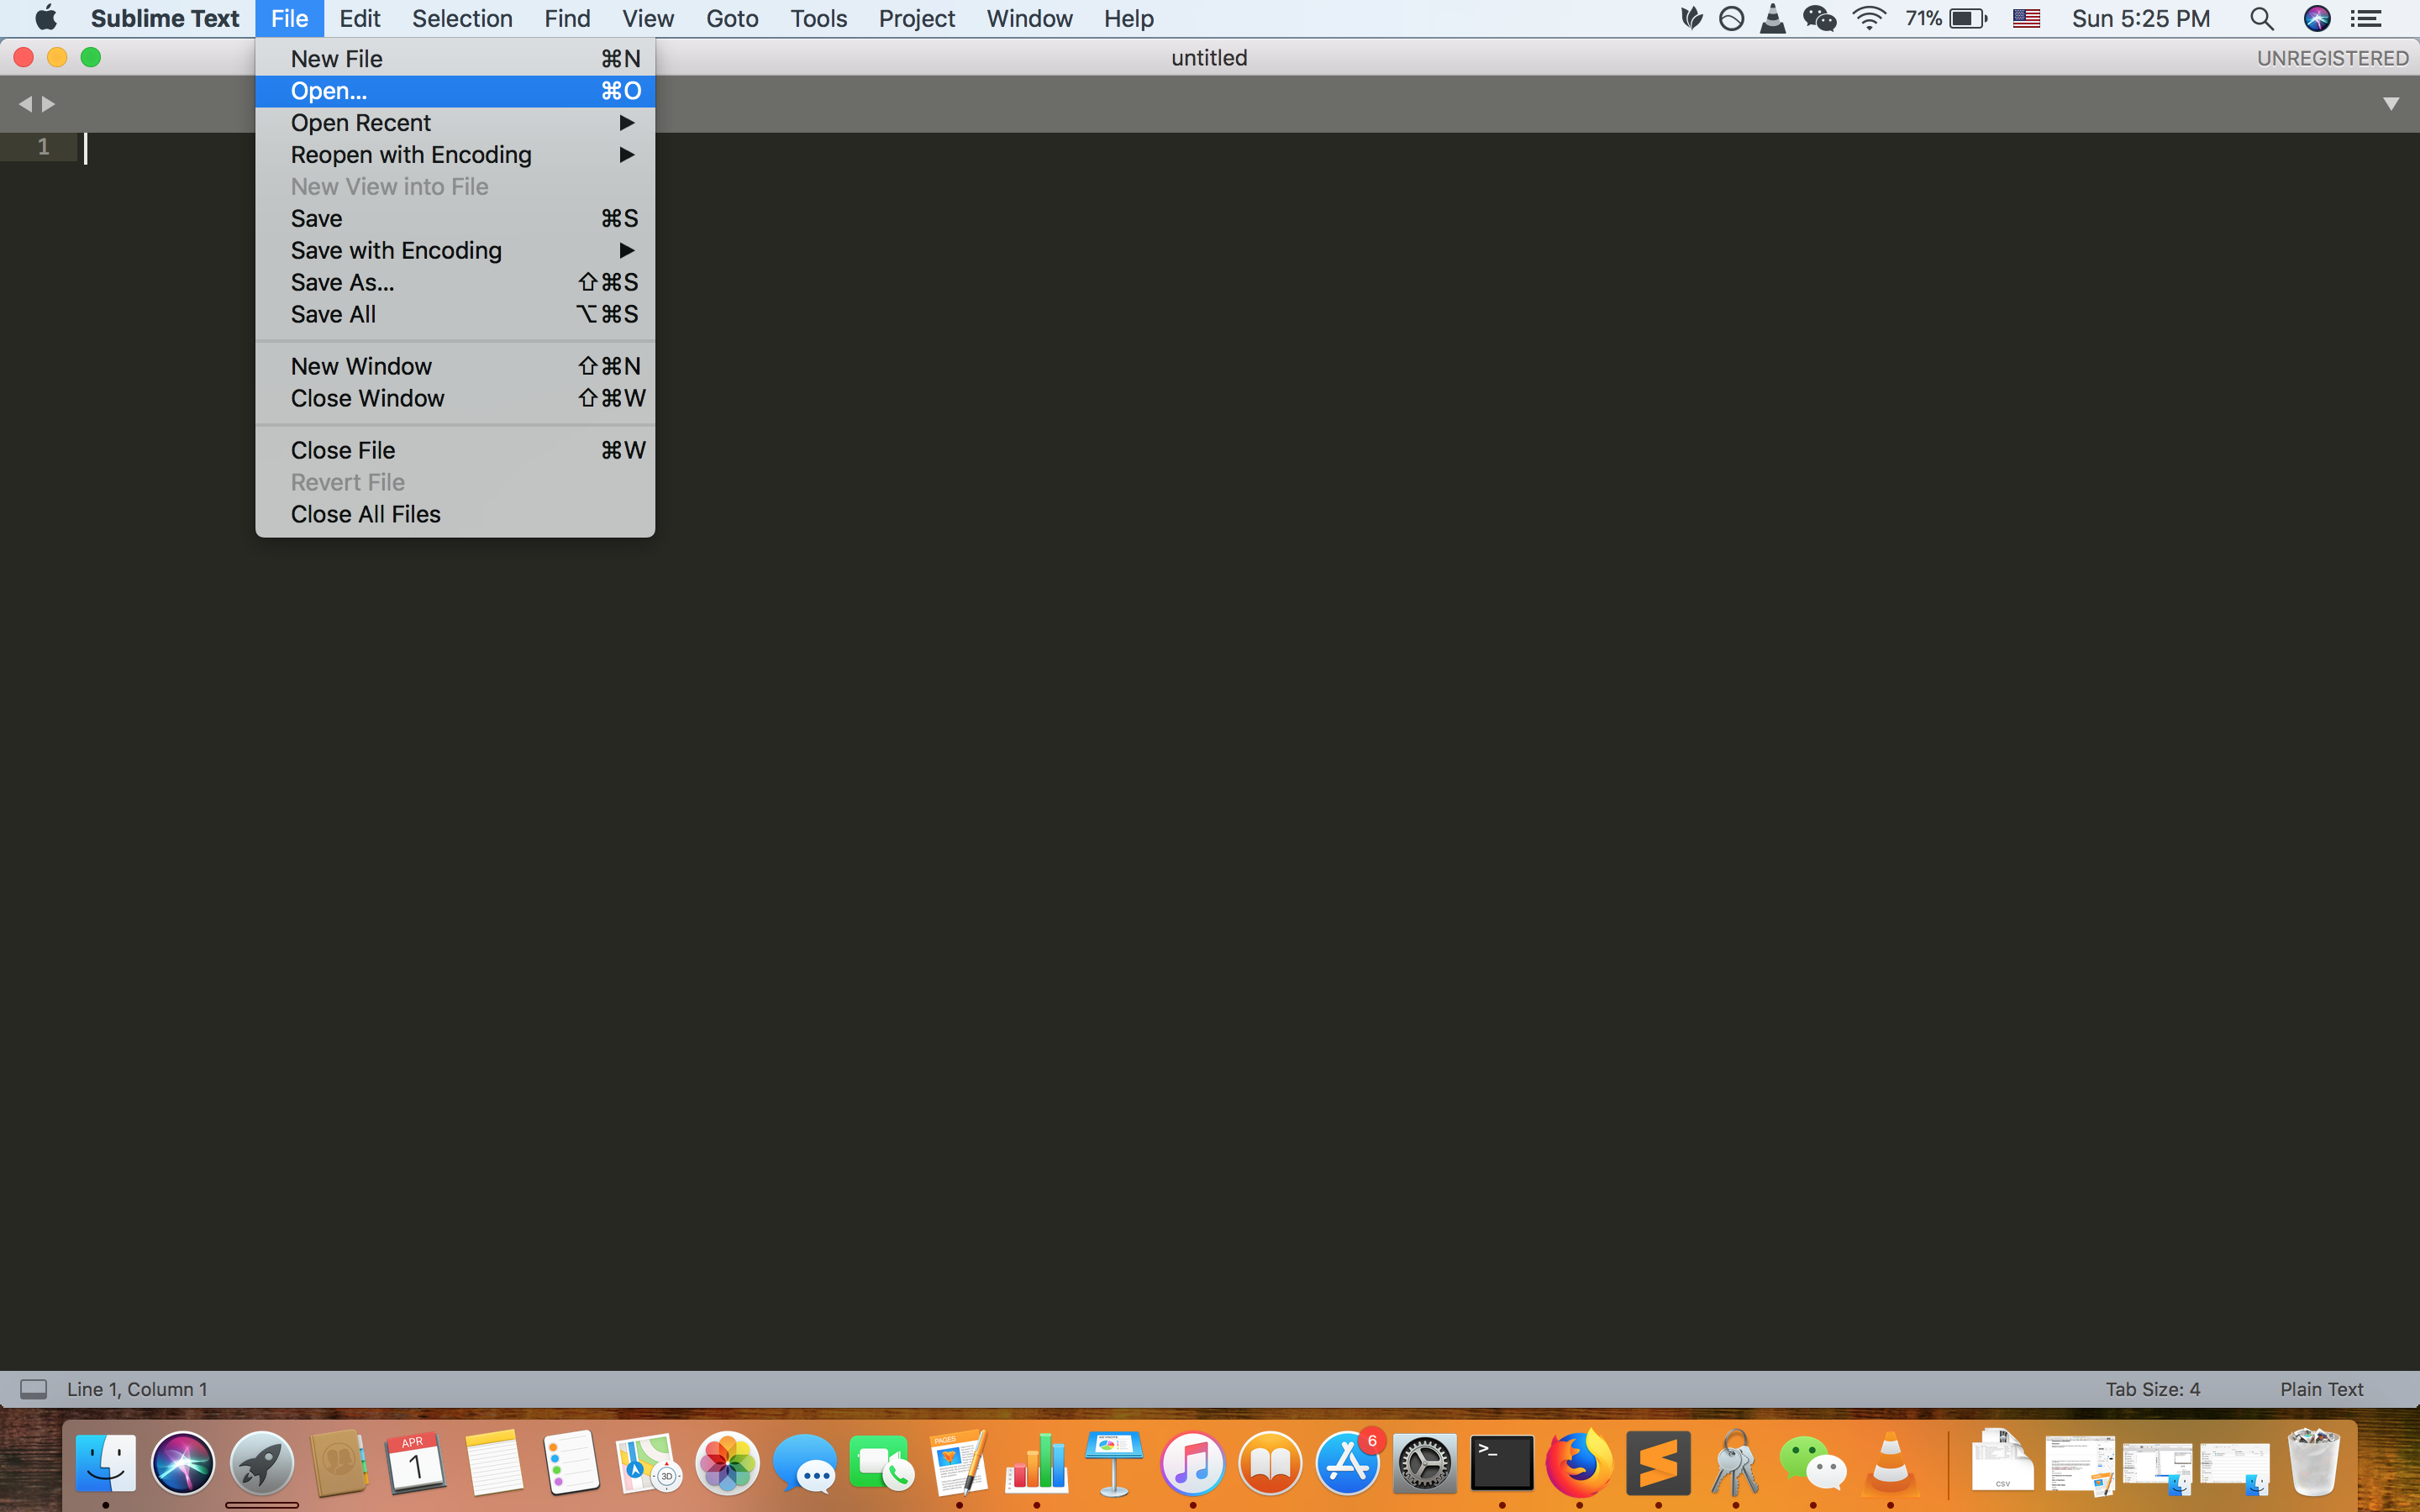 Sublime Text File Edit Selection Find View Goto Tools Project Window Help 71% Sun 5:25 PM
untitled UNREGISTERED
New File ⌘N
Open... ⌘O
Open Recent ▶
Reopen with Encoding ▶
New View into File
Save ⌘S
Save with Encoding ▶
Save As... ⇧⌘S
Save All ⌥⌘S
New Window ⇧⌘N
Close Window ⇧⌘W
Close File ⌘W
Revert File
Close All Files
1
Line 1, Column 1 Tab Size: 4 Plain Text
APR
1
3D
PAGES
6
>_
CSV